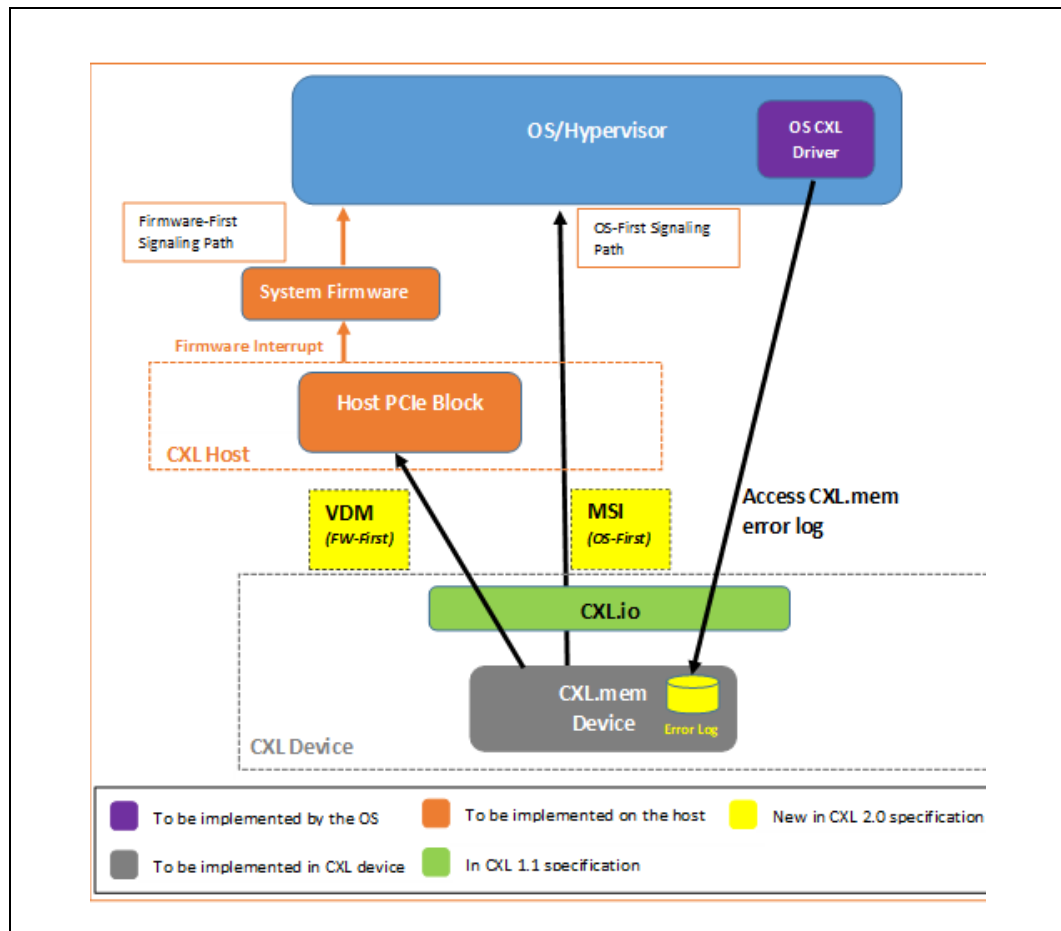 OS/Hypervisor
OS CXL
Driver
Firmware-First
Signaling Path
OS-First Signaling
Path
System Firmware
Firmware Interrupt
Host PCIe Block
CXL Host
VDM
(FW-First)
MSI
(OS-First)
Access CXL.mem
error log
CXL.io
CXL.mem
Device
Error Log
CXL Device
To be implemented by the OS
To be implemented on the host
New in CXL 2.0 specification
To be implemented in CXL device
In CXL 1.1 specification